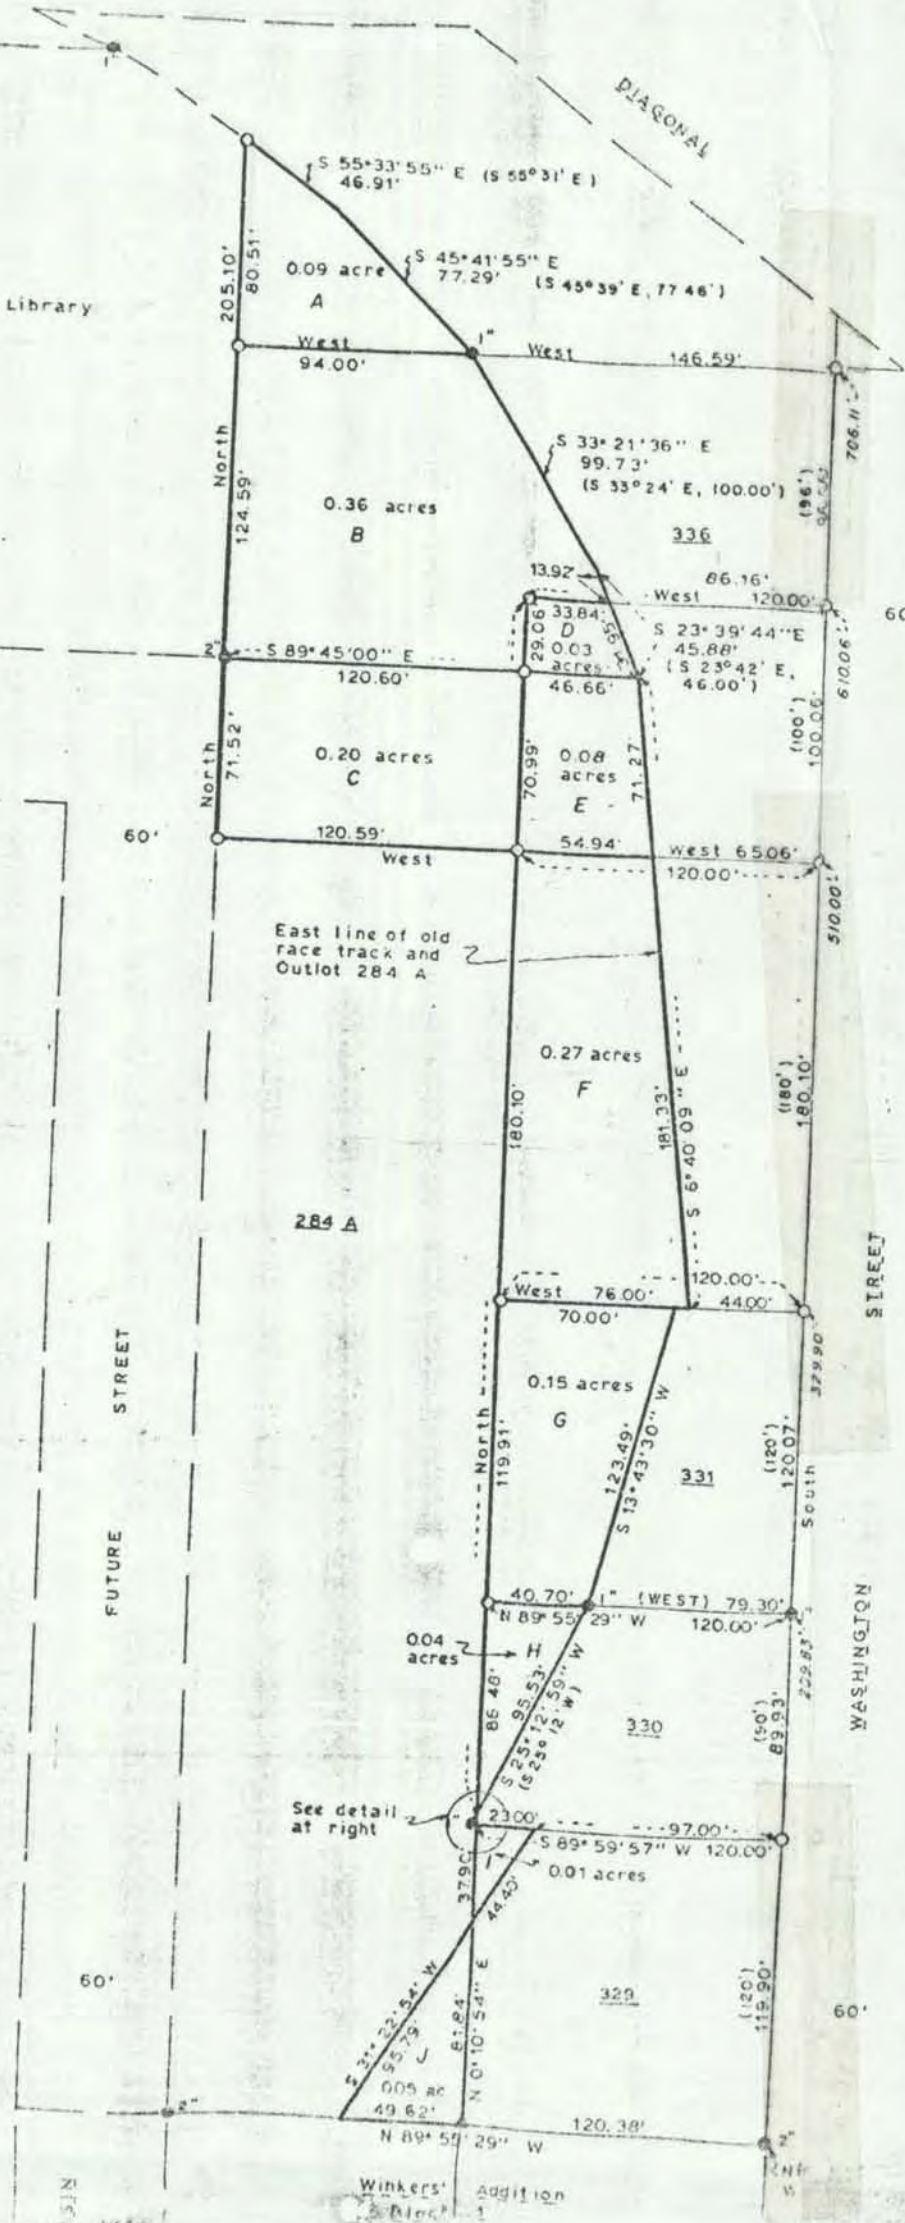 DIAGONAL
1"
S 55°33'55" E (S 55°31' E)
46.91'
205.10'
80.51'
0.09 acre
A
S 45°41'55" E
77.29' (S 45°39' E, 77.46')
Library
West
94.00'
1"
West 146.59'
706.11'
North
124.59'
S 33°21'36" E
99.73'
(S 33°24' E, 100.00')
(96')
0.36 acres
B
336
13.92'
86.16'
West 120.00'
60
33.84'
29.06'
D
0.03
acres
S 23°39'44" E
45.88'
(S 23°42' E,
46.00')
610.06'
2"
S 89°45'00" E
120.60'
46.66'
(100')
100.06'
North
71.52'
0.20 acres
C
70.99'
0.08
acres
E
71.27'
60'
120.59'
West
54.94'
West 65.06'
120.00'
510.00'
East line of old
race track and
Outlot 284 A
0.27 acres
F
180.10'
181.33'
S 6°40'09" E
(180')
180.10'
284 A
STREET
120.00'
West 76.00'
70.00'
44.00'
329.90'
STREET
FUTURE
North
119.91'
0.15 acres
G
123.49'
S 13°43'30" W
331
(120')
120.07'
South
40.70'
1" (WEST) 79.30'
N 89°55'29" W
120.00'
209.83'
WASHINGTON
0.04
acres
H
86.48'
95.53'
S 25°12'59" W
(S 25°12' W)
330
(90')
89.93'
See detail
at right
23.00'
97.00'
S 89°59'57" W 120.00'
I
0.01 acres
37.90'
44.40'
60'
S 31°22'54" W
95.79'
J
0.05 ac
81.84'
N 0°10'54" E
329
(120')
119.90'
60'
2"
49.62'
120.38'
N 89°55'29" W
2"
Winkers' Addition
1